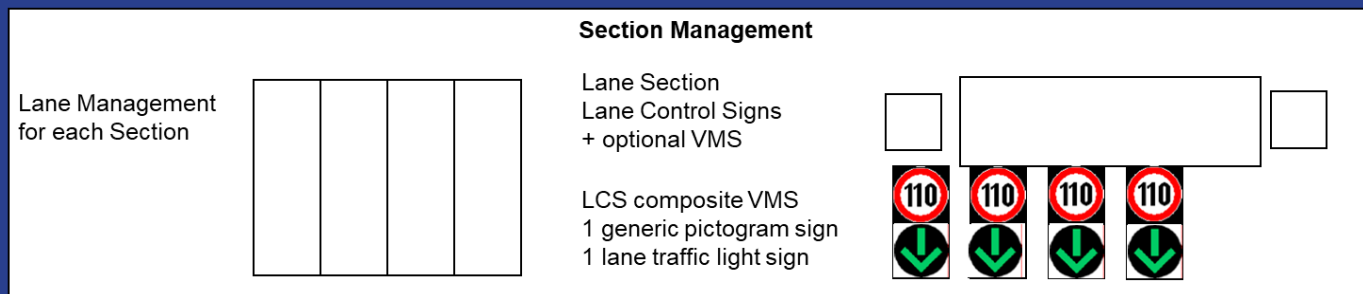 Section Management
Lane Management
for each Section
Lane Section
Lane Control Signs
+ optional VMS
LCS composite VMS
1 generic pictogram sign
1 lane traffic light sign
110 110 110 110